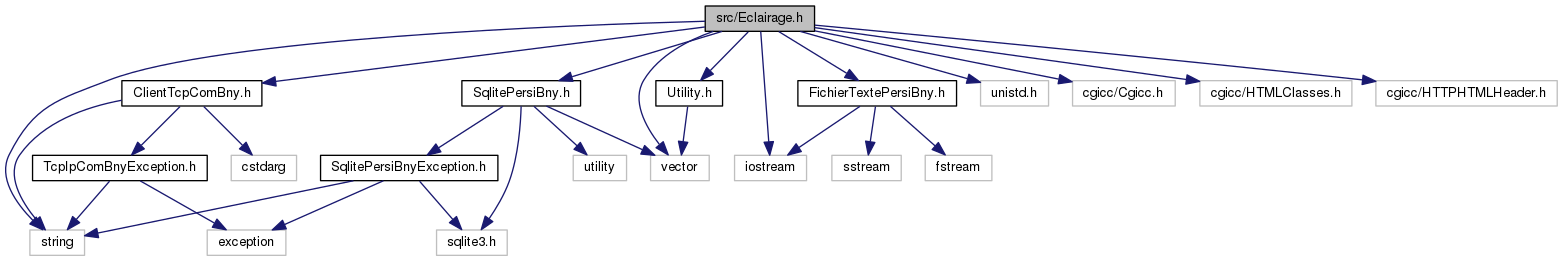 src/Eclairage.h
ClientTcpComBny.h
SqlitePersiBny.h
Utility.h
FichierTextePersiBny.h
unistd.h
cgicc/Cgicc.h
cgicc/HTMLClasses.h
cgicc/HTTPHTMLHeader.h
TcpIpComBnyException.h
cstdarg
SqlitePersiBnyException.h
utility
vector
iostream
sstream
fstream
string
exception
sqlite3.h